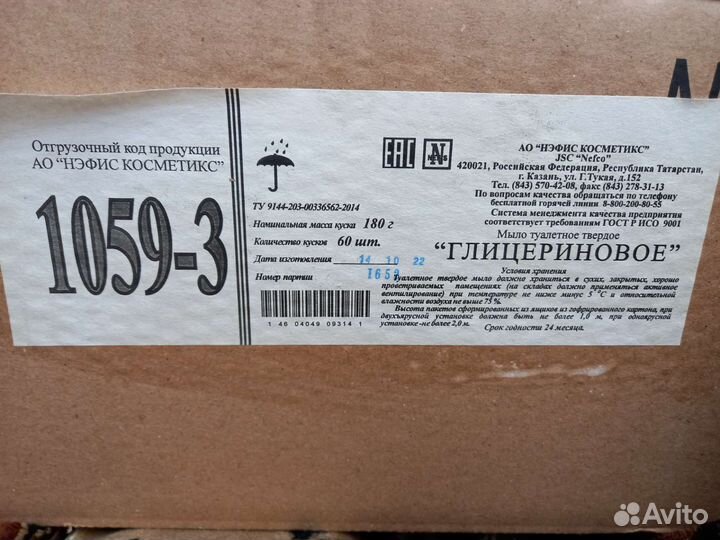 Отгрузочный код продукции
АО "НЭФИС КОСМЕТИКС"
1059-3
ТУ 9144-203-00336562-2014
Номинальная масса куска 180 г
Количество кусков 60 шт.
Дата изготовления 14 10 22
Номер партии 1659
1 46 04049 09314 1
ЕАС
NEFIS
АО "НЭФИС КОСМЕТИКС"
JSC "Nefco"
420021, Российская Федерация, Республика Татарстан,
г. Казань, ул. Г.Тукая, д.152
Тел. (843) 570-42-08, факс (843) 278-31-13
По вопросам качества обращаться по телефону
бесплатной горячей линии 8-800-200-80-55
Система менеджмента качества предприятия
соответствует требованиям ГОСТ Р ИСО 9001
Мыло туалетное твердое
"ГЛИЦЕРИНОВОЕ"
Условия хранения
Туалетное твердое мыло должно храниться в сухих, закрытых, хорошо
проветриваемых помещениях (на складах должно применяться активное
вентилирование) при температуре не ниже минус 5 °С и относительной
влажности воздуха не выше 75 %.
Высота пакетов сформированных из ящиков из гофрированного картона, при
двухъярусной установке должна быть не более 1,0 м, при одноярусной
установке -не более 2,0 м.
Срок годности 24 месяца.
Avito